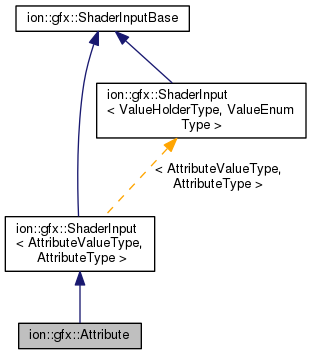 ion::gfx::ShaderInputBase
ion::gfx::ShaderInput
< ValueHolderType, ValueEnum
Type >
< AttributeValueType,
AttributeType >
ion::gfx::ShaderInput
< AttributeValueType,
AttributeType >
ion::gfx::Attribute